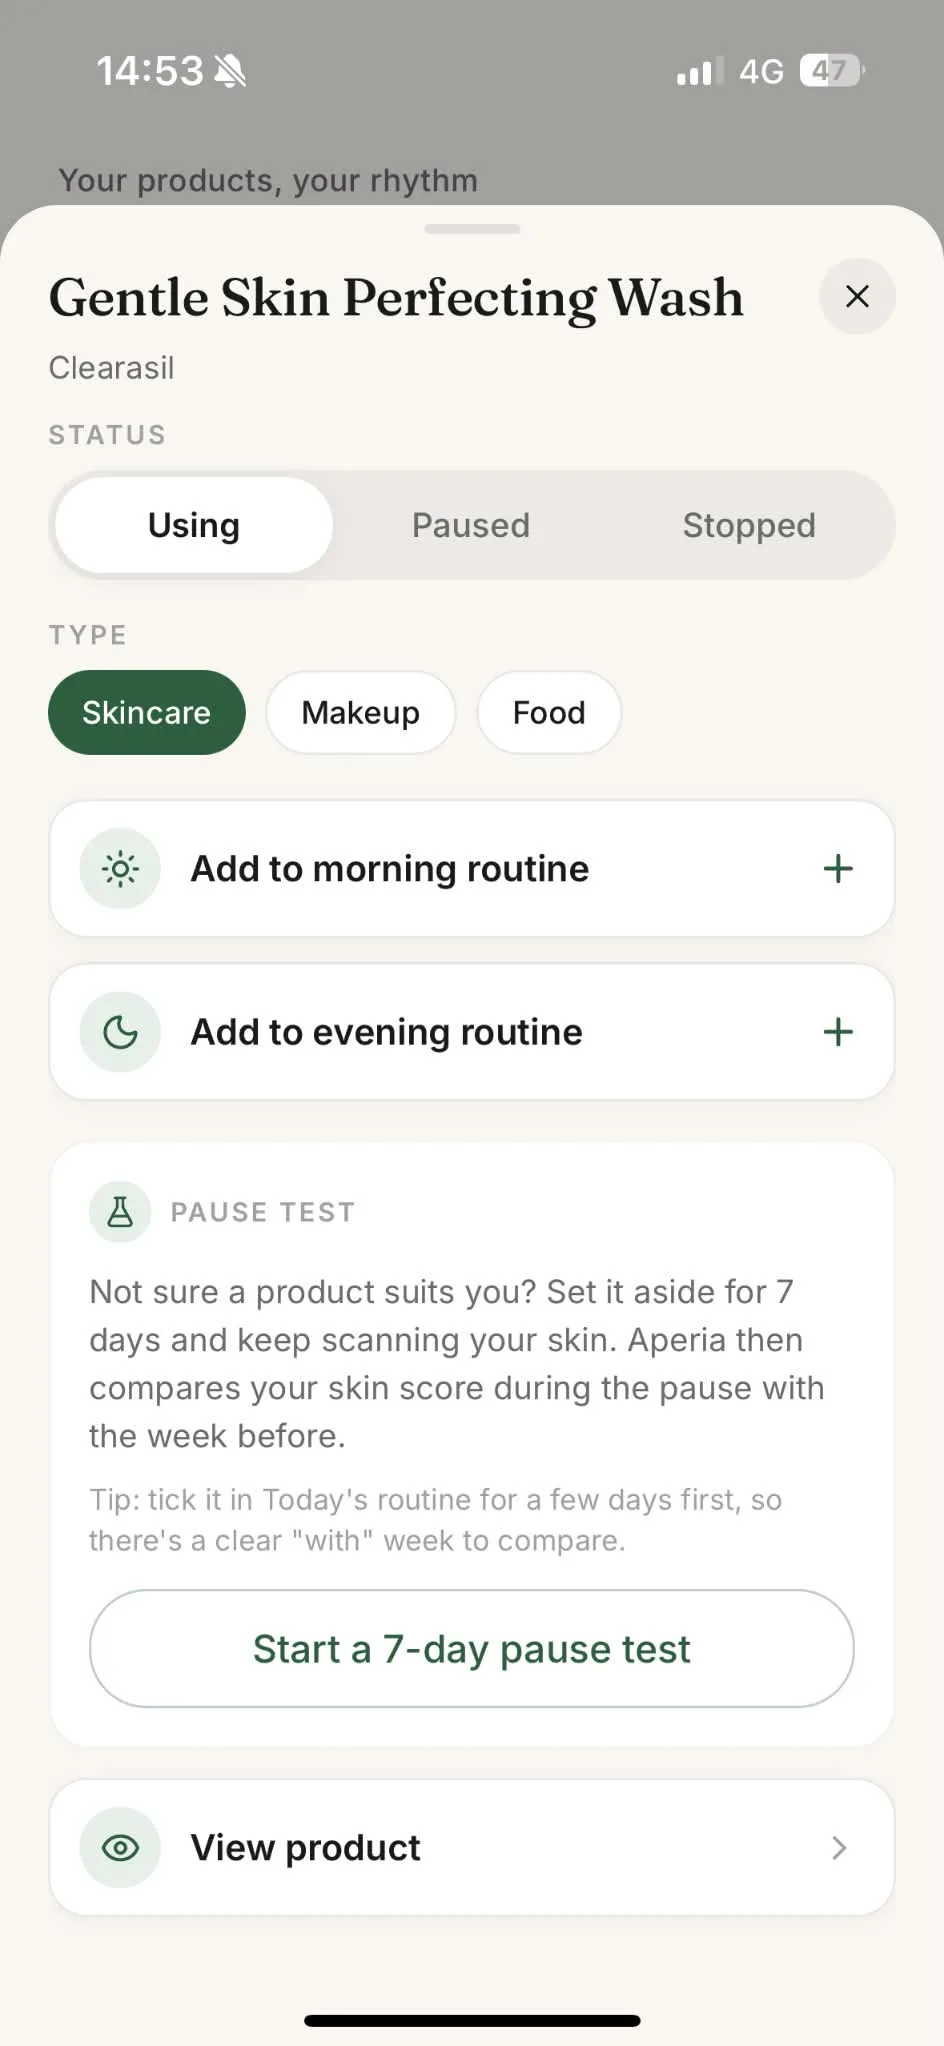 14:53
4G
47
Your products, your rhythm
Gentle Skin Perfecting Wash
Clearasil
STATUS
Using
Paused
Stopped
TYPE
Skincare
Makeup
Food
Add to morning routine
Add to evening routine
PAUSE TEST
Not sure a product suits you? Set it aside for 7
days and keep scanning your skin. Aperia then
compares your skin score during the pause with
the week before.
Tip: tick it in Today's routine for a few days first, so
there's a clear "with" week to compare.
Start a 7-day pause test
View product